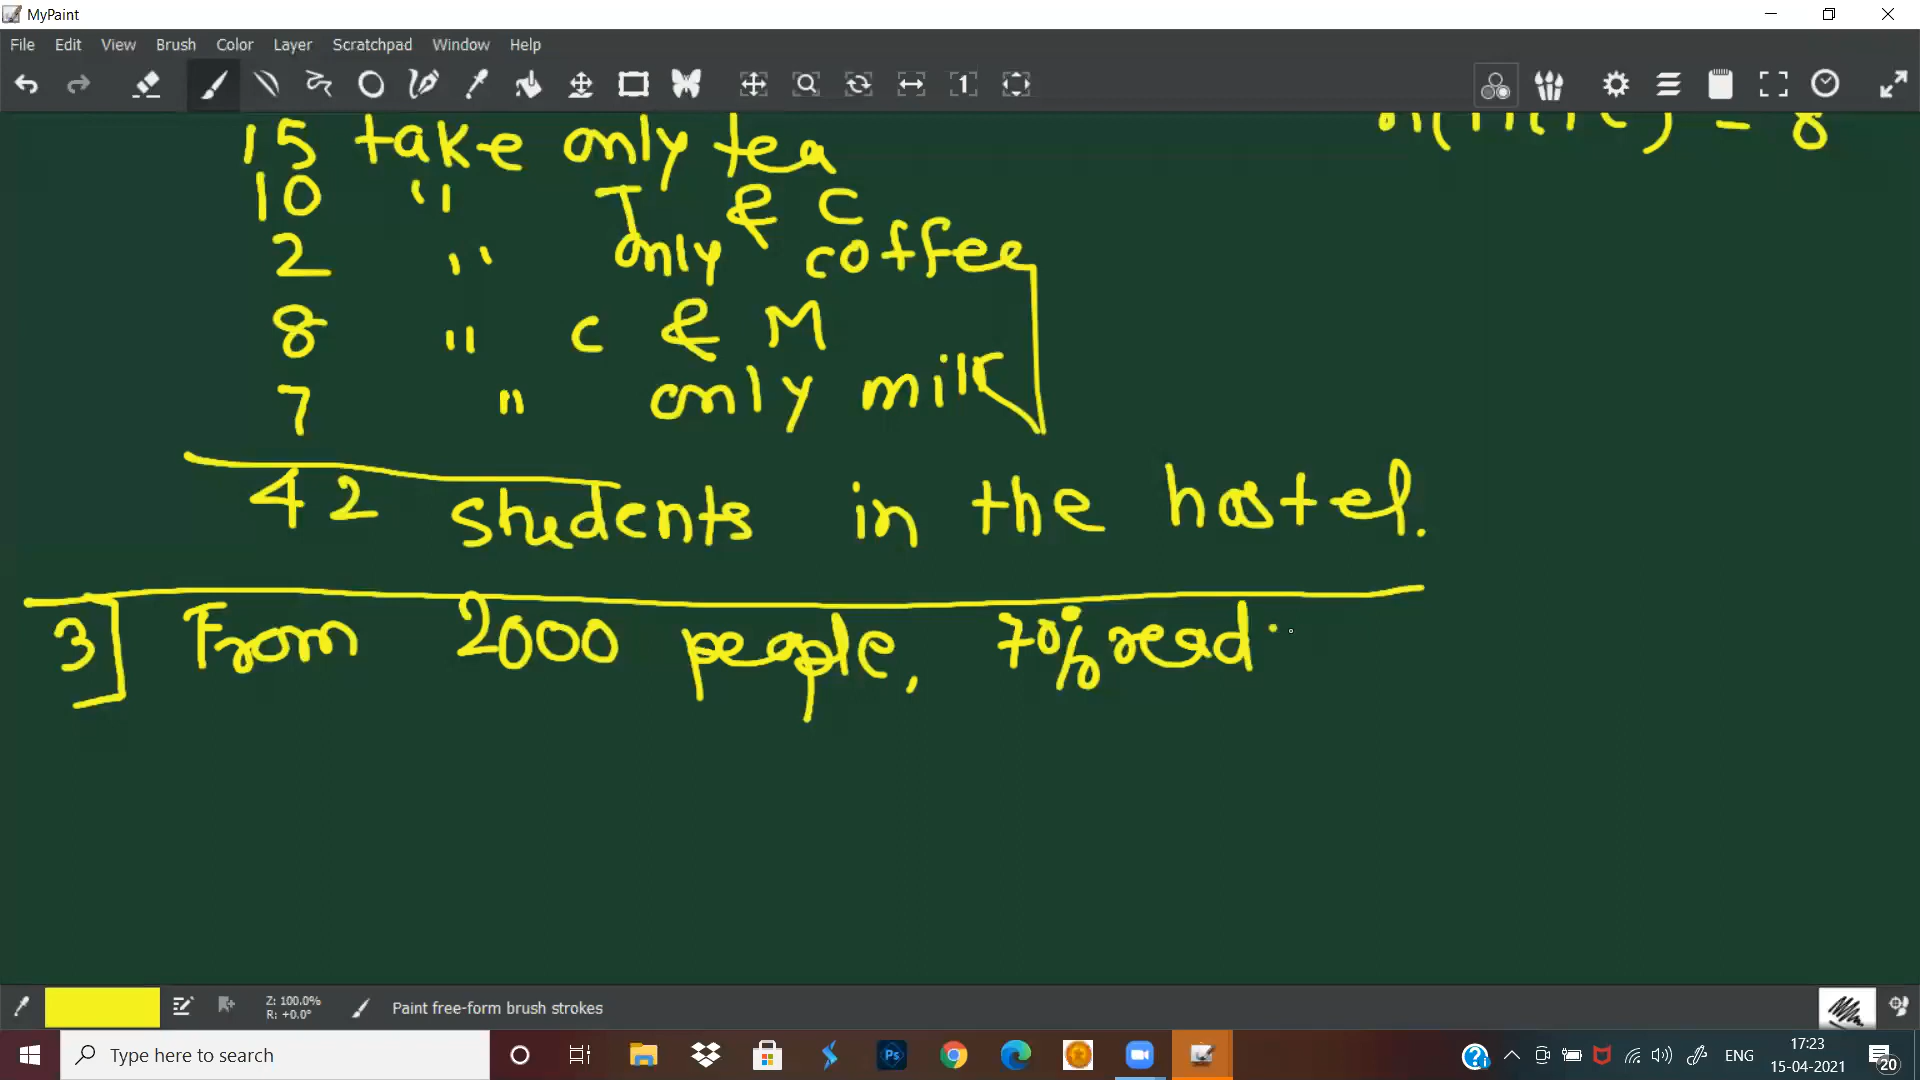 MyPaint
File Edit View Brush Color Layer Scratchpad Window Help
15 take only tea
10 " T & C
2 " only coffee
8 " C & M
7 " only milk
42 students in the hostel.
3] From 2000 people, 70% read
= 8
Z: 100.0%
R: +0.0°
Paint free-form brush strokes
Type here to search
Ps
ENG
17:23
15-04-2021
20